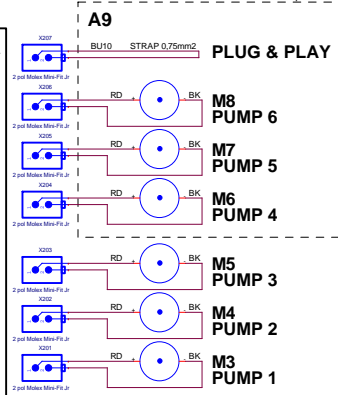 A9
X207
BU10 STRAP 0,75mm2
PLUG & PLAY
2 pol Molex Mini-Fit Jr
X206
RD + - BK
M8
PUMP 6
2 pol Molex Mini-Fit Jr
X205
RD + - BK
M7
PUMP 5
2 pol Molex Mini-Fit Jr
X204
RD + - BK
M6
PUMP 4
2 pol Molex Mini-Fit Jr
X203
RD + - BK
M5
PUMP 3
2 pol Molex Mini-Fit Jr
X202
RD + - BK
M4
PUMP 2
2 pol Molex Mini-Fit Jr
X201
RD + - BK
M3
PUMP 1
2 pol Molex Mini-Fit Jr